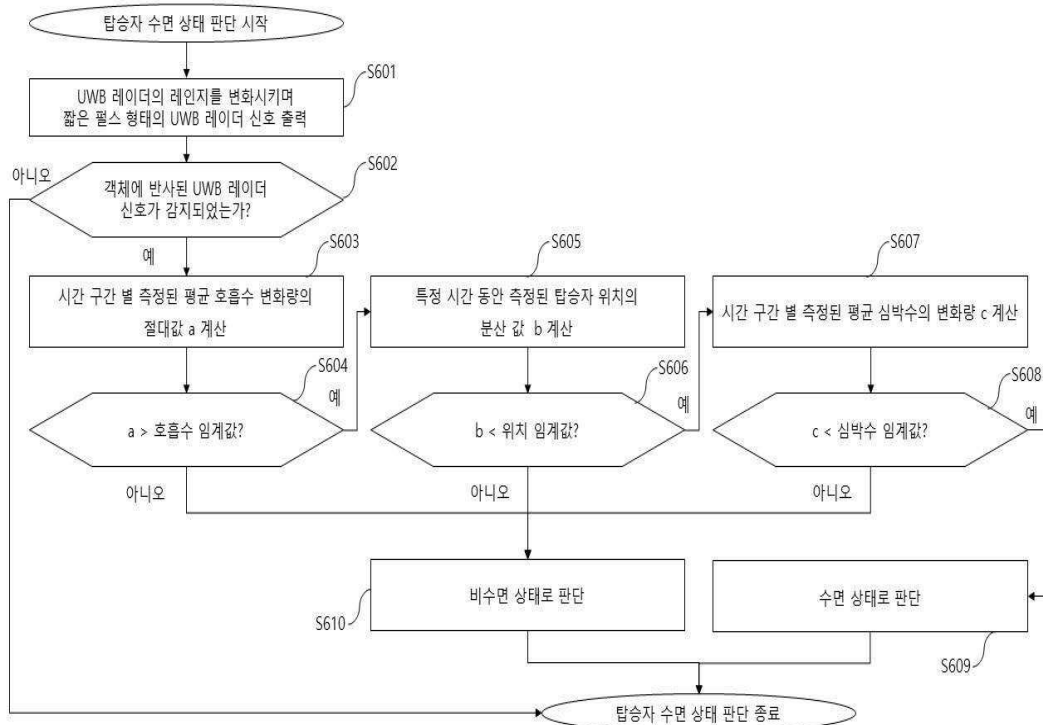 탑승자 수면 상태 판단 시작
S601
UWB 레이더의 레인지를 변화시키며
짧은 펄스 형태의 UWB 레이더 신호 출력
S602
아니오
객체에 반사된 UWB 레이더
신호가 감지되었는가?
예
S603
시간 구간 별 측정된 평균 호흡수 변화량의
절대값 a 계산
S605
특정 시간 동안 측정된 탑승자 위치의
분산 값 b 계산
S607
시간 구간 별 측정된 평균 심박수의 변화량 c 계산
S604
예
a > 호흡수 임계값?
아니오
S606
예
b < 위치 임계값?
아니오
S608
예
c < 심박수 임계값?
아니오
비수면 상태로 판단
S610
수면 상태로 판단
S609
탑승자 수면 상태 판단 종료